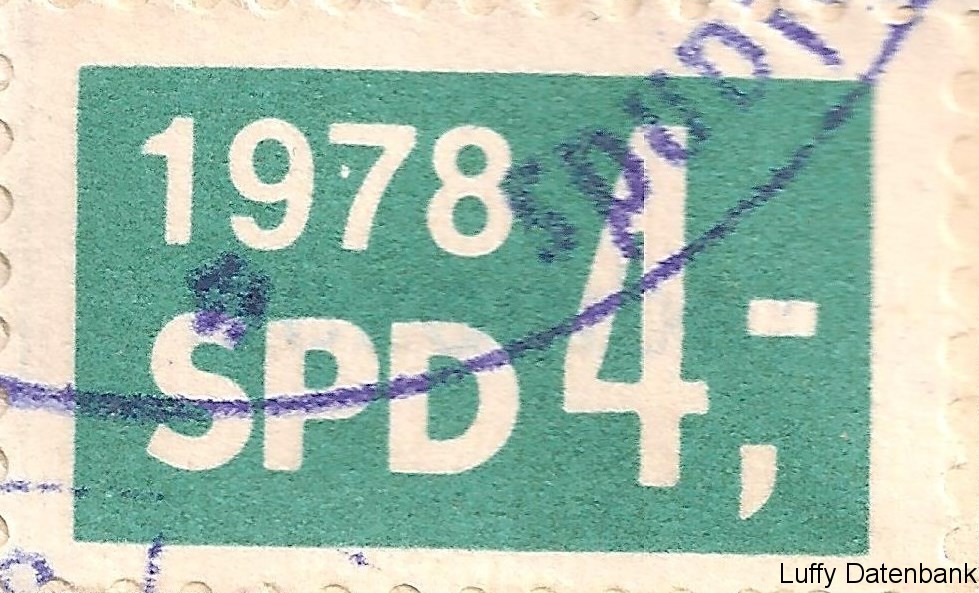 1978
SPD 4,-
Luffy Datenbank